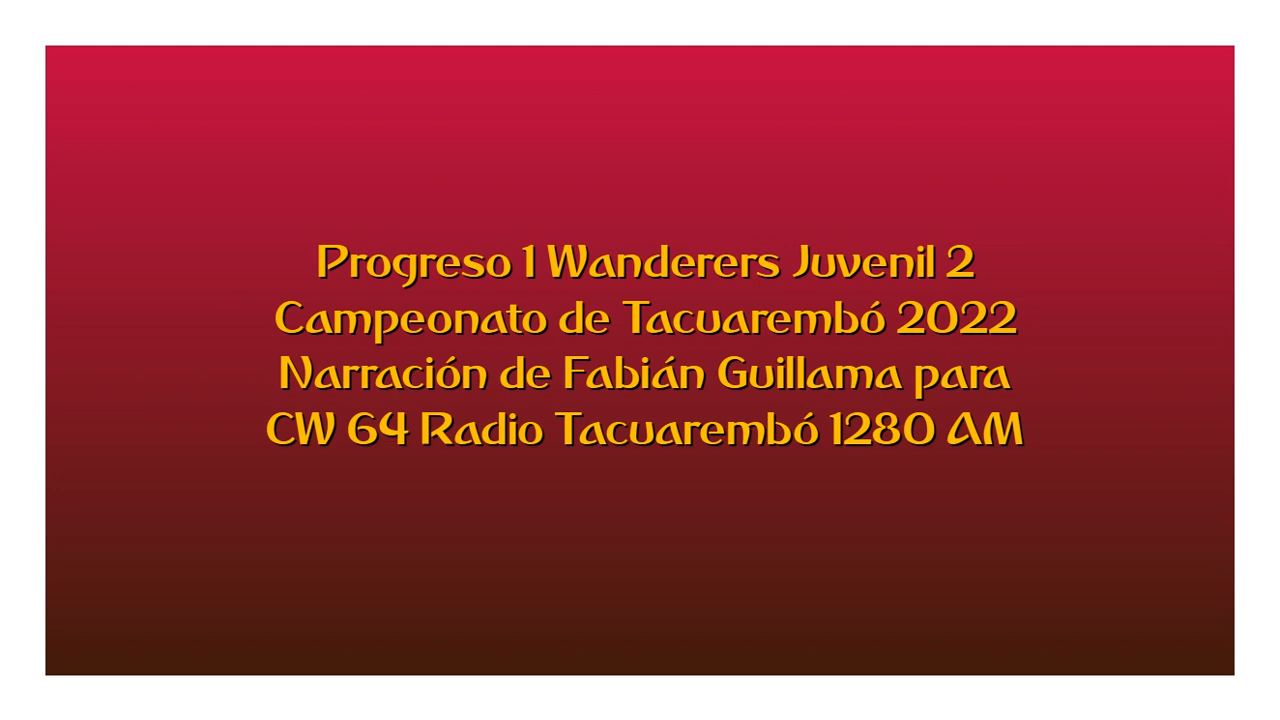 Progreso 1 Wanderers Juvenil 2
Campeonato de Tacuarembó 2022
Narración de Fabián Guillama para
CW 64 Radio Tacuarembó 1280 AM